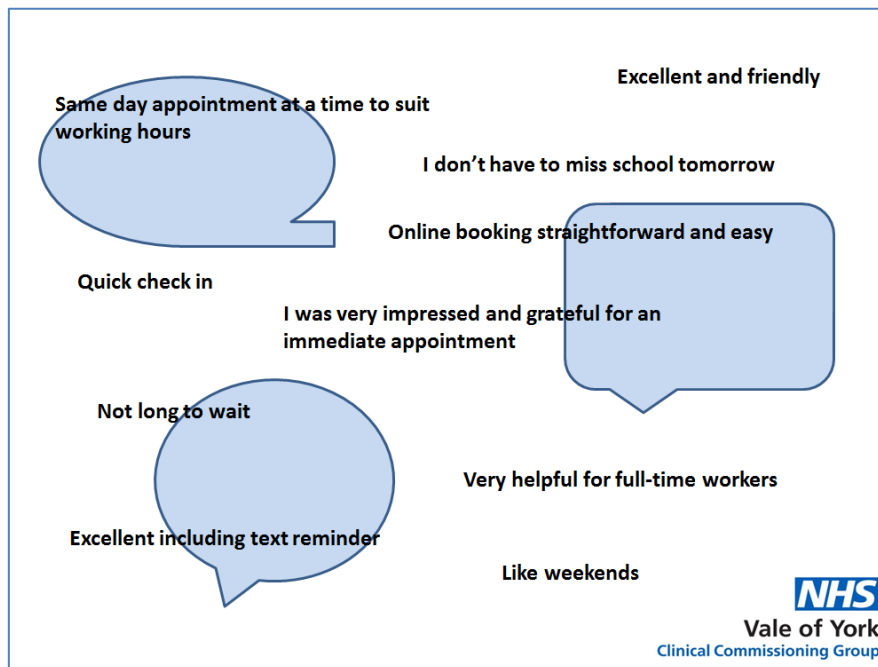 Excellent and friendly
Same day appointment at a time to suit
working hours
I don’t have to miss school tomorrow
Online booking straightforward and easy
Quick check in
I was very impressed and grateful for an
immediate appointment
Not long to wait
Very helpful for full-time workers
Excellent including text reminder
Like weekends
NHS
Vale of York
Clinical Commissioning Group